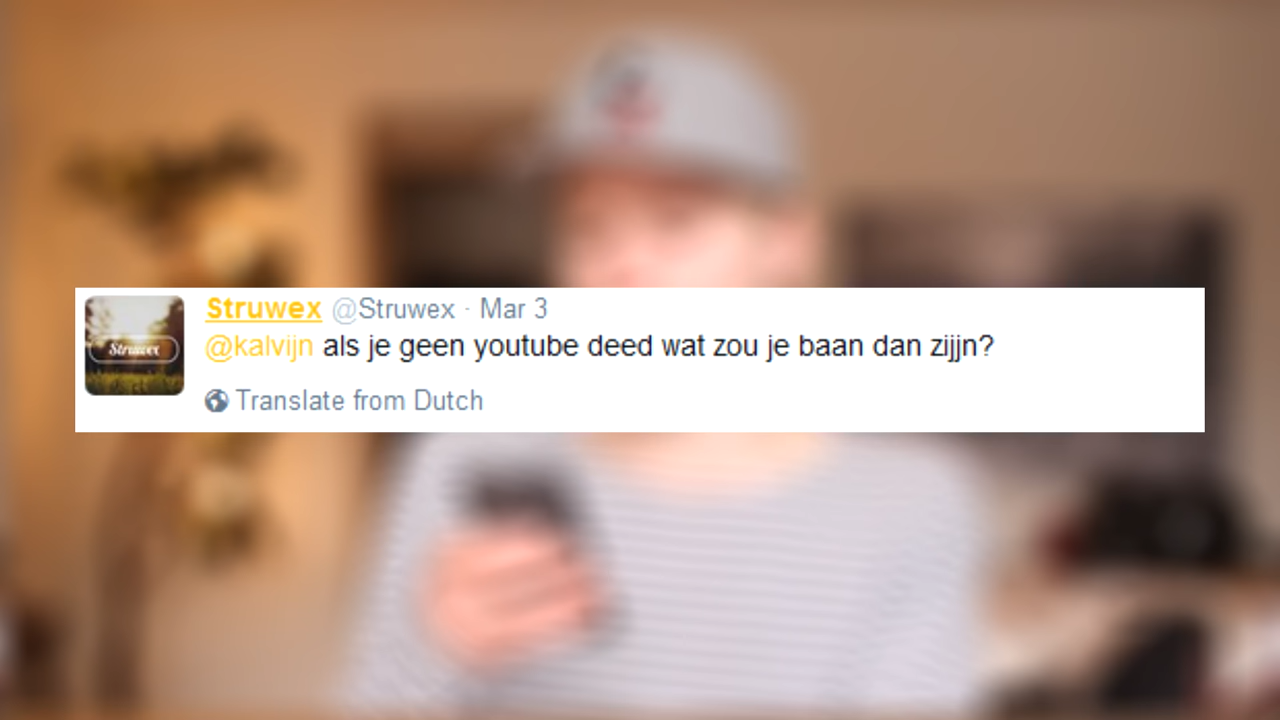 Struwex @Struwex · Mar 3
@kalvijn als je geen youtube deed wat zou je baan dan zijjn?
Struwex
Translate from Dutch